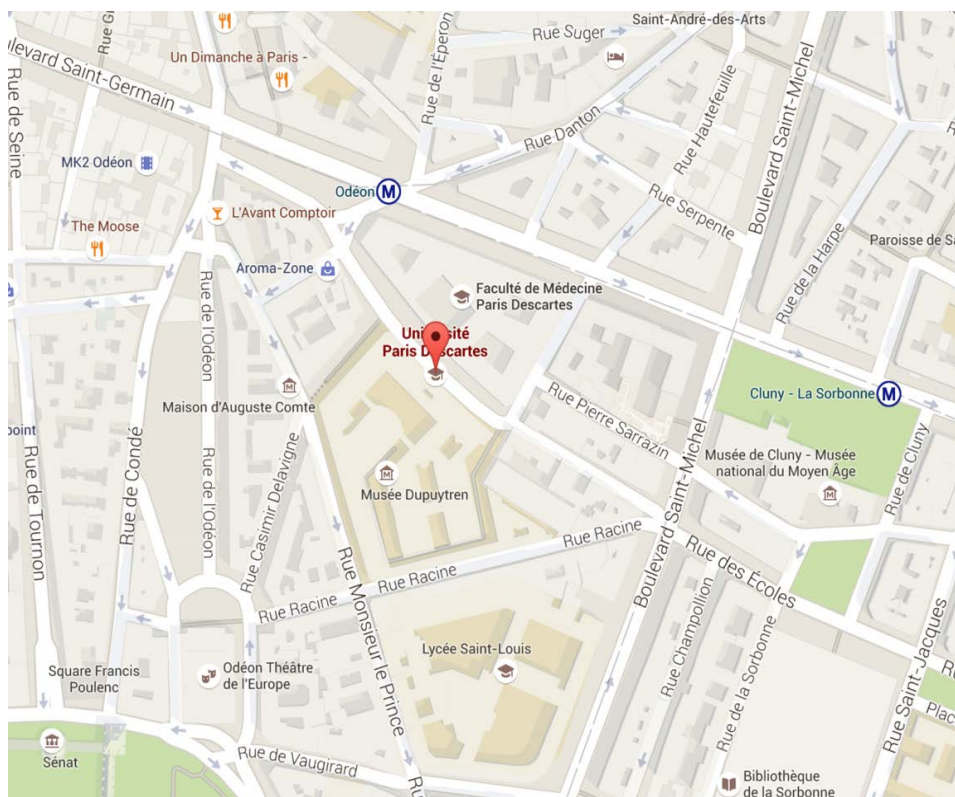 Saint-André-des-Arts
Rue Suger
Un Dimanche à Paris -
Boulevard Saint-Germain
Rue de l'Éperon
Rue de Seine
Rue Danton
Rue Hautefeuille
Boulevard Saint-Michel
MK2 Odéon
Odéon
M
Rue Serpente
The Moose
L'Avant Comptoir
Rue de la Harpe
Paroisse de Sa
Aroma-Zone
Rue de l'Odéon
Faculté de Médecine
Paris Descartes
Université
Paris Descartes
Cluny - La Sorbonne
M
Maison d'Auguste Comte
Rue Pierre Sarrazin
point
Rue de Condé
Rue de Tournon
Rue de l'Odéon
Rue Casimir Delavigne
Musée Dupuytren
Musée de Cluny - Musée
national du Moyen Âge
Rue de Cluny
Boulevard Saint-Michel
Rue Racine
Rue Racine
Rue Racine
Rue des Écoles
Rue Monsieur le Prince
Rue Champollion
Rue de la Sorbonne
Rue Saint-Jacques
Lycée Saint-Louis
Square Francis
Poulenc
Odéon Théâtre
de l'Europe
Plac
Sénat
Rue de Vaugirard
Bibliothèque
de la Sorbonne